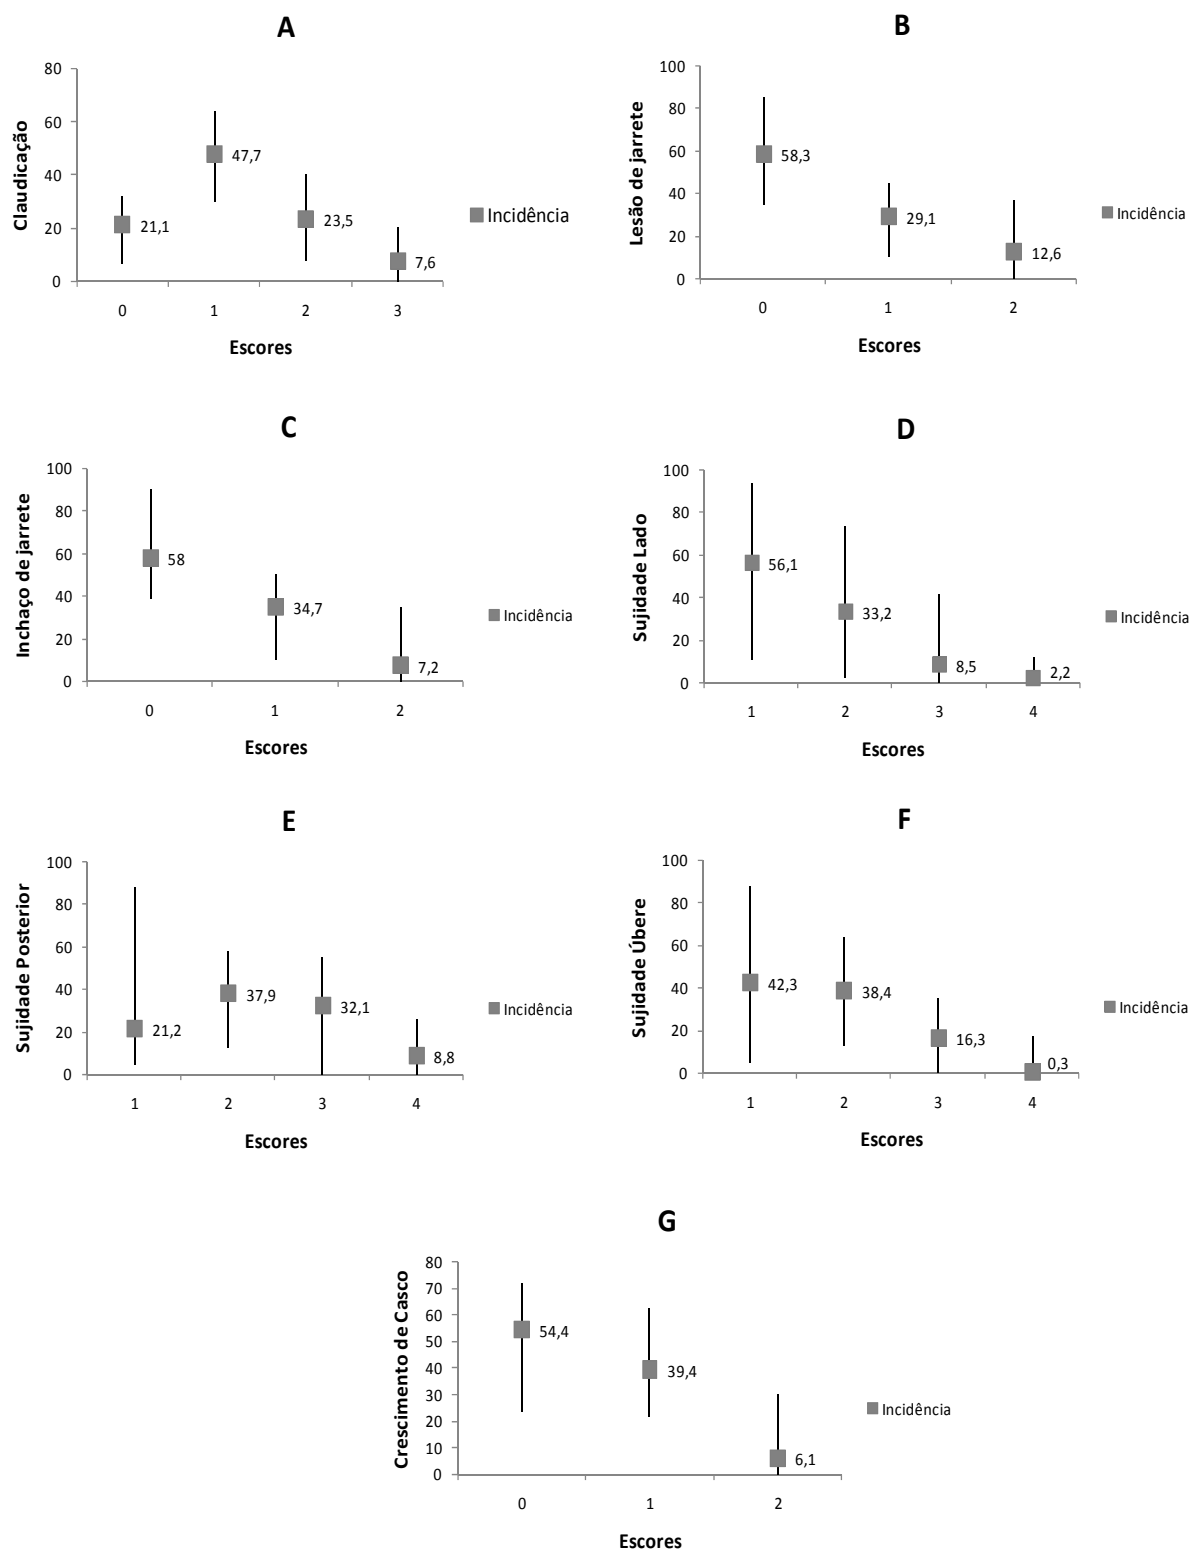 A
Claudicação
80
60
40
20
0
47,7
21,1
23,5
7,6
0 1 2 3
Escores
Incidência
B
Lesão de jarrete
100
80
60
40
20
0
58,3
29,1
12,6
0 1 2
Escores
Incidência
C
Inchaço de jarrete
100
80
60
40
20
0
58
34,7
7,2
0 1 2
Escores
Incidência
D
Sujidade Lado
100
80
60
40
20
0
56,1
33,2
8,5
2,2
1 2 3 4
Escores
Incidência
E
Sujidade Posterior
100
80
60
40
20
0
21,2
37,9
32,1
8,8
1 2 3 4
Escores
Incidência
F
Sujidade Úbere
100
80
60
40
20
0
42,3
38,4
16,3
0,3
1 2 3 4
Escores
Incidência
G
Crescimento de Casco
80
70
60
50
40
30
20
10
0
54,4
39,4
6,1
0 1 2
Escores
Incidência